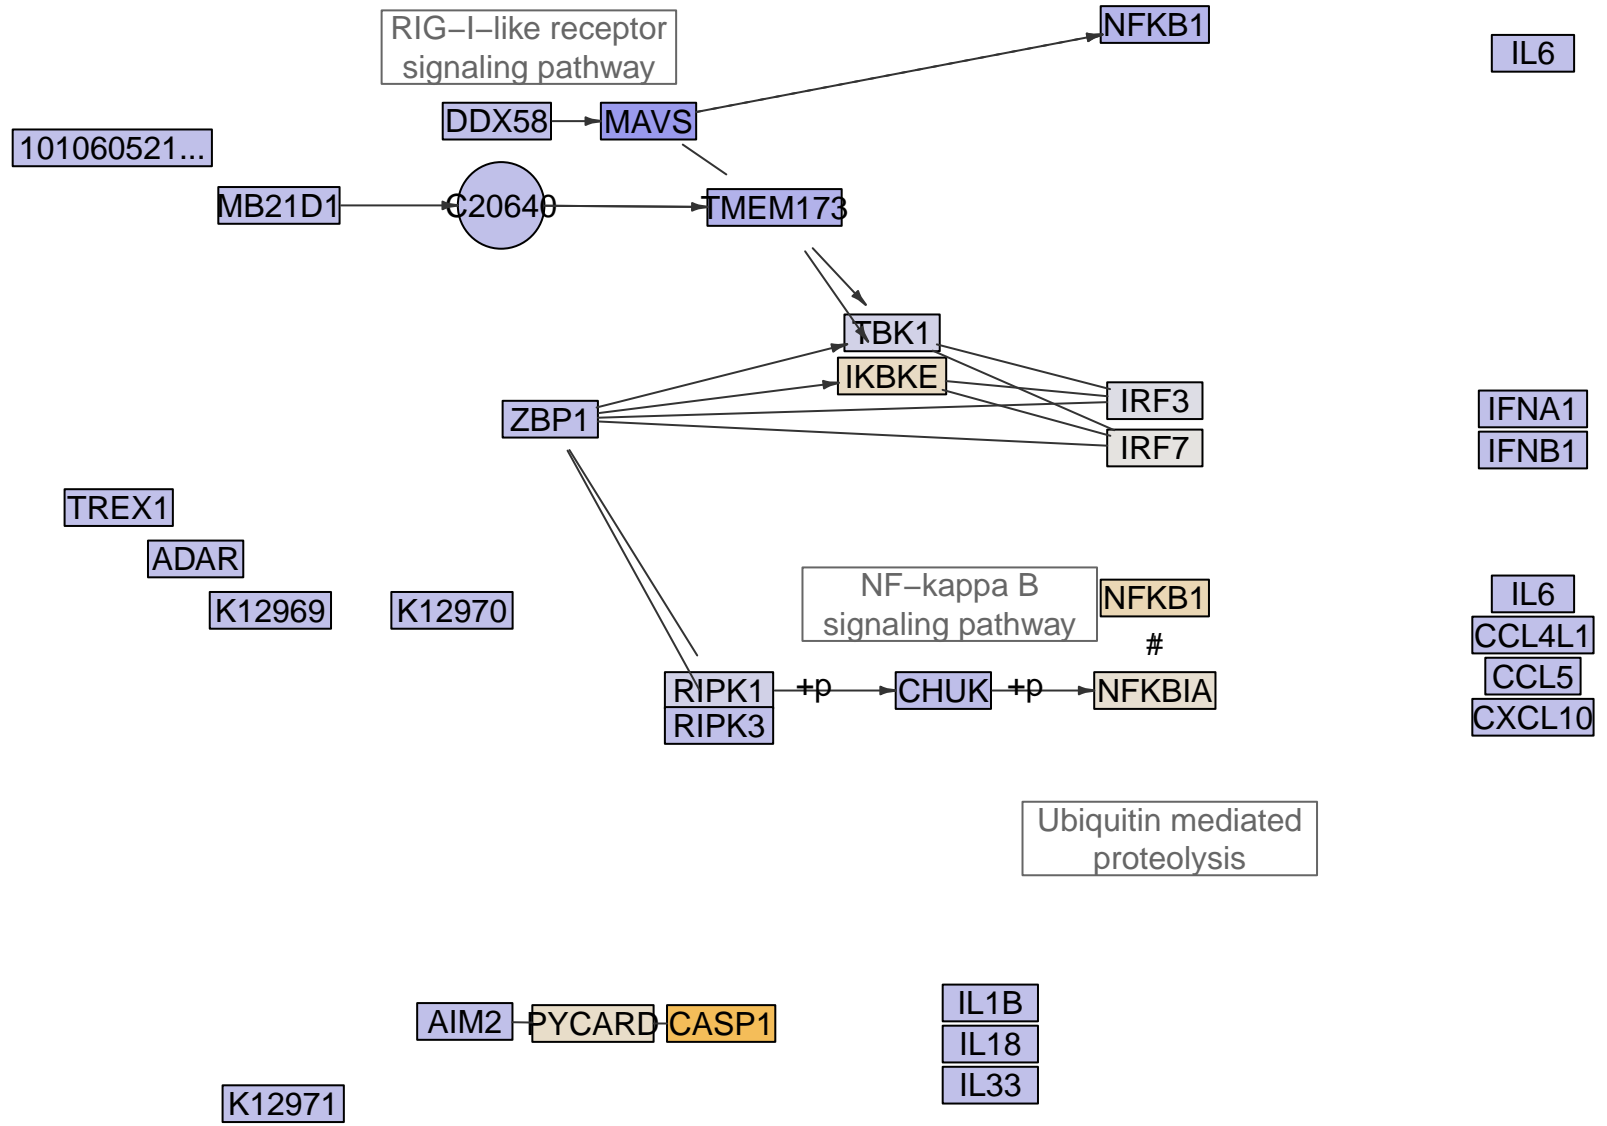 RIG−I−like receptor
signaling pathway
NFKB1
IL6
DDX58
MAVS
101060521...
MB21D1
C20640
TMEM173
TBK1
IKBKE
ZBP1
IRF3
IRF7
IFNA1
IFNB1
TREX1
ADAR
K12969
K12970
NF−kappa B
signaling pathway
NFKB1
#
IL6
CCL4L1
CCL5
CXCL10
RIPK1
+p
CHUK
+p
NFKBIA
RIPK3
Ubiquitin mediated
proteolysis
AIM2
PYCARD
CASP1
IL1B
IL18
IL33
K12971